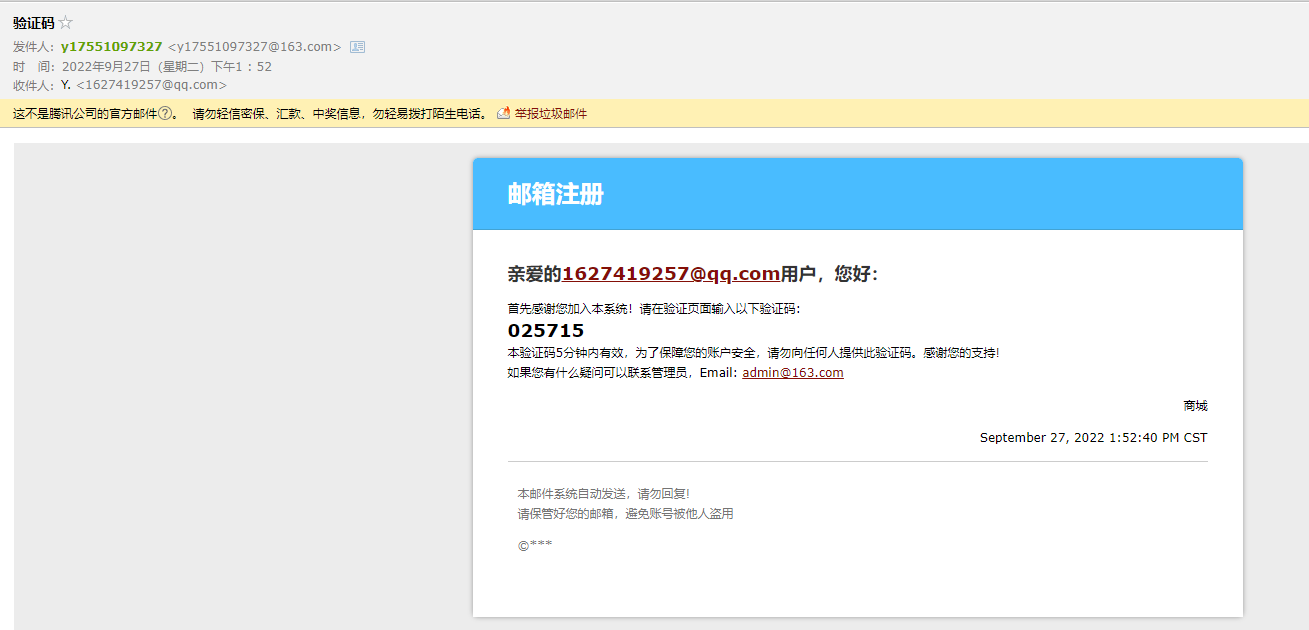 验证码
发件人：y17551097327 <y17551097327@163.com>
时　间：2022年9月27日（星期二）下午1：52
收件人：Y. <1627419257@qq.com>
这不是腾讯公司的官方邮件?。 请勿轻信密保、汇款、中奖信息，勿轻易拨打陌生电话。 举报垃圾邮件
邮箱注册
亲爱的1627419257@qq.com用户，您好：
首先感谢您加入本系统！请在验证页面输入以下验证码：
025715
本验证码5分钟内有效，为了保障您的账户安全，请勿向任何人提供此验证码。感谢您的支持！
如果您有什么疑问可以联系管理员，Email：admin@163.com
商城
September 27, 2022 1:52:40 PM CST
本邮件系统自动发送，请勿回复！
请保管好您的邮箱，避免账号被他人盗用
©***